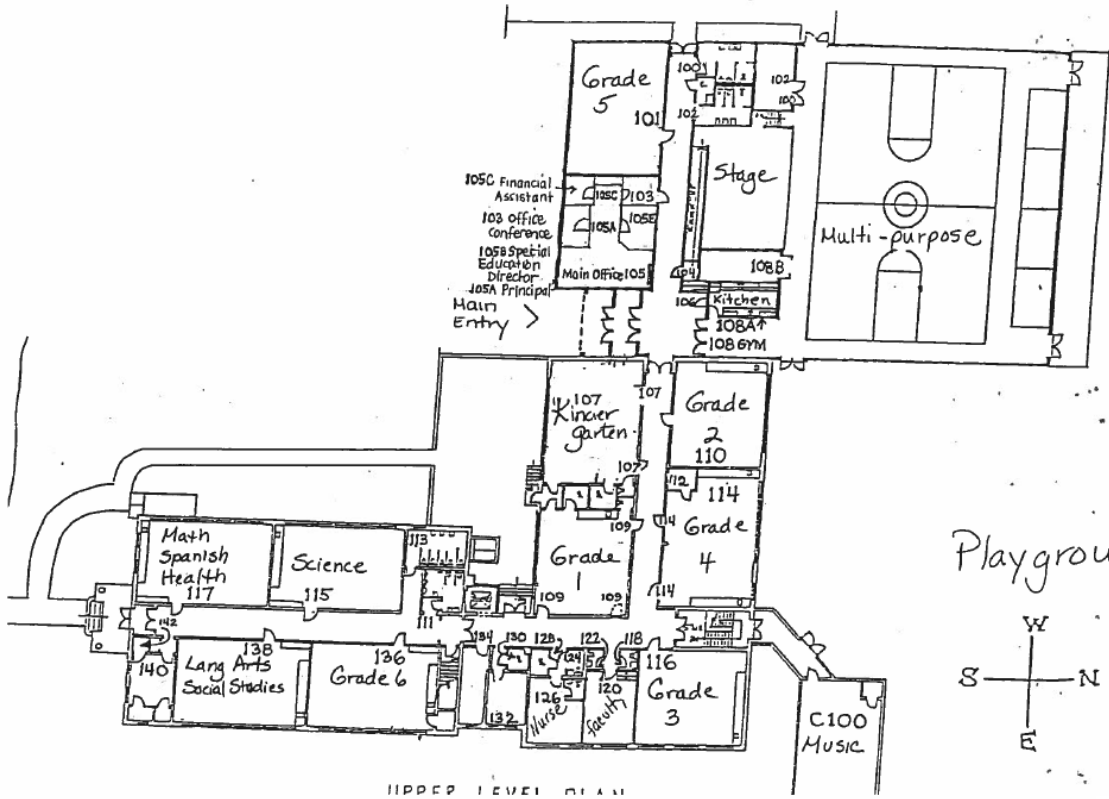 Grade
5
101
100
102
102
100
Stage
Multi-purpose
105C Financial
Assistant
105C
103
103 Office
Conference
105A
105E
105B Special
Education
Director
105A Principal
Main Office 105
104
108B
106
Kitchen
108A
108 GYM
Main
Entry >
107
Kinder
garten
107
107
Grade
2
110
112
114
Grade
4
114
114
109
Grade
1
109
109
Math
Spanish
Health
117
Science
115
113
111
142
138
136
134
130
128
122
118
116
140
Lang Arts
Social Studies
Grade 6
132
126
Nurse
124
120
Faculty
Grade
3
C100
Music
Playgrou
W
S
N
E
UPPER LEVEL PLAN